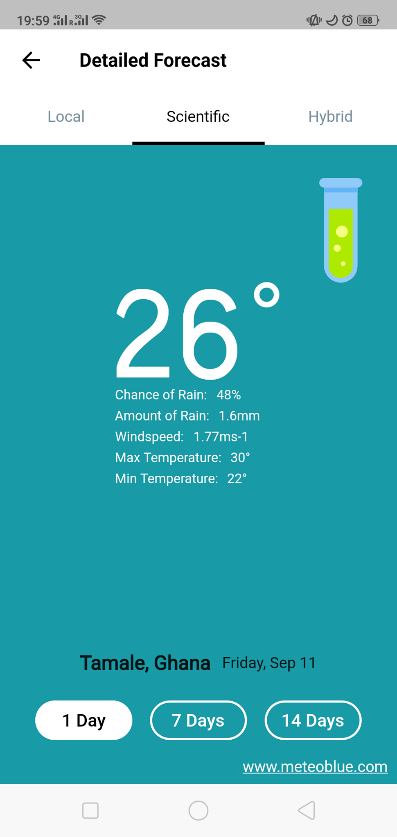 19:59 4G R 3G 68
Detailed Forecast
Local Scientific Hybrid
26°
Chance of Rain: 48%
Amount of Rain: 1.6mm
Windspeed: 1.77ms-1
Max Temperature: 30°
Min Temperature: 22°
Tamale, Ghana Friday, Sep 11
1 Day 7 Days 14 Days
www.meteoblue.com